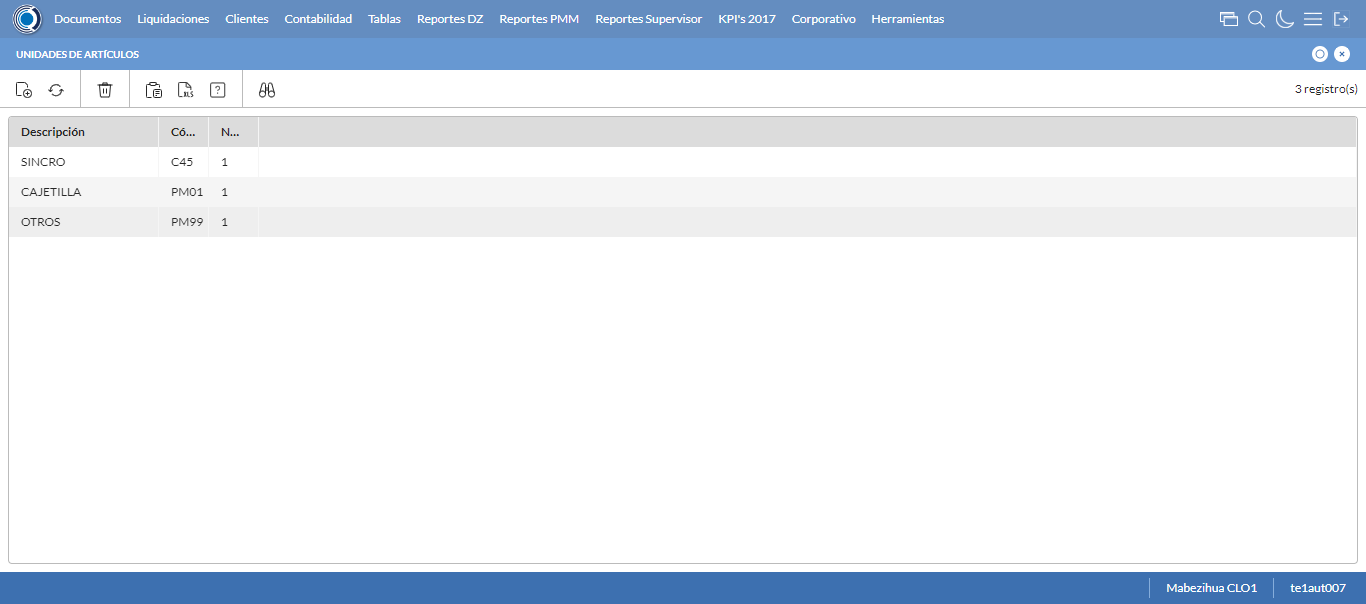 Documentos Liquidaciones Clientes Contabilidad Tablas Reportes DZ Reportes PMM Reportes Supervisor KPI's 2017 Corporativo Herramientas
UNIDADES DE ARTÍCULOS
XLS ? 3 registro(s)
Descripción Có... N...
SINCRO C45 1
CAJETILLA PM01 1
OTROS PM99 1
Mabezihua CLO1 te1aut007